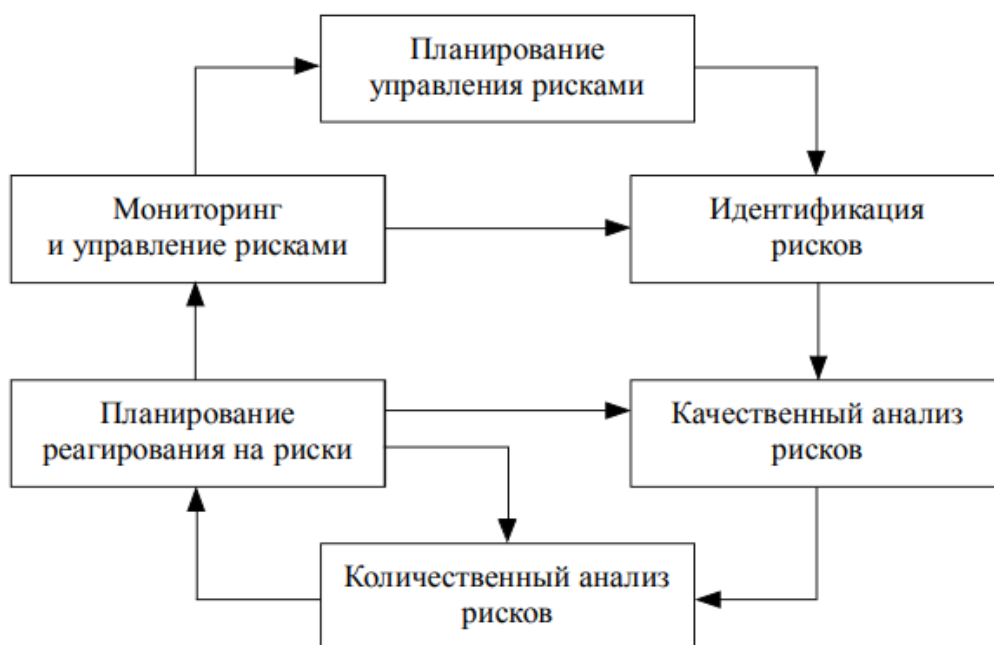 Планирование
управления рисками
Мониторинг
и управление рисками
Идентификация
рисков
Планирование
реагирования на риски
Качественный анализ
рисков
Количественный анализ
рисков